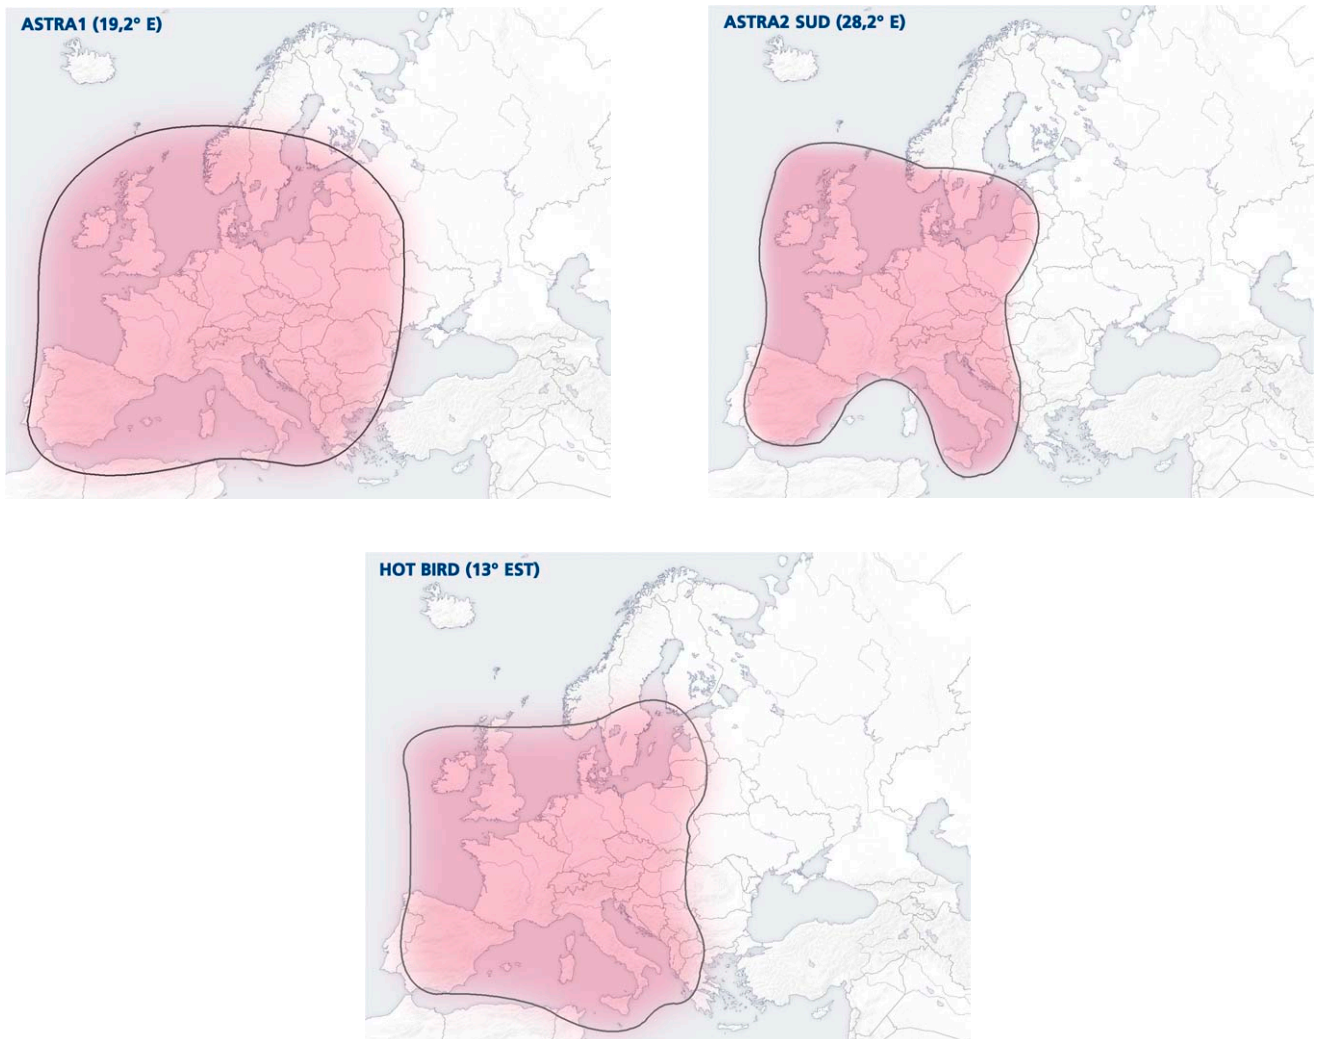 ASTRA1 (19,2° E)
ASTRA2 SUD (28,2° E)
HOT BIRD (13° EST)